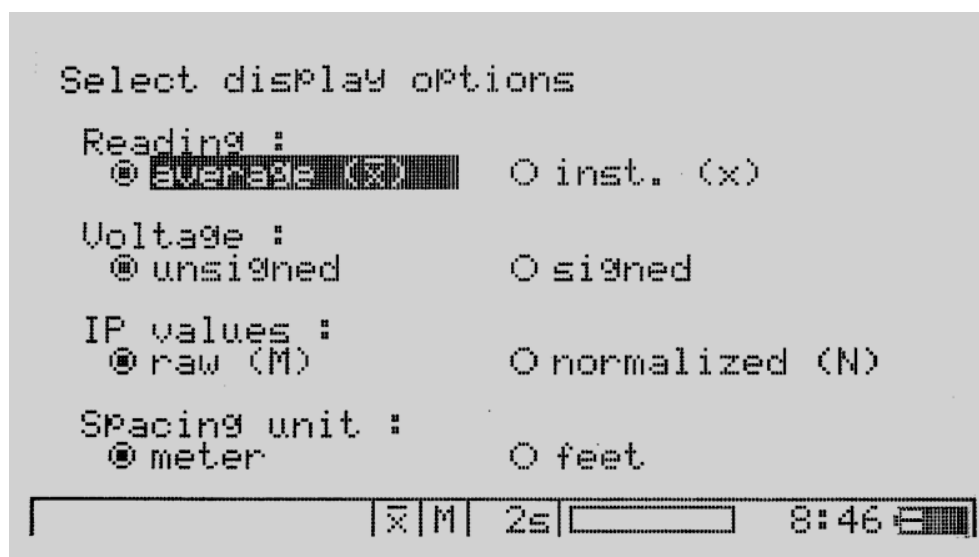 Select display options
Reading :
average (x̅) inst. (x)
Voltage :
unsigned signed
IP values :
raw (M) normalized (N)
Spacing unit :
meter feet
x̅ M 2s 8:46